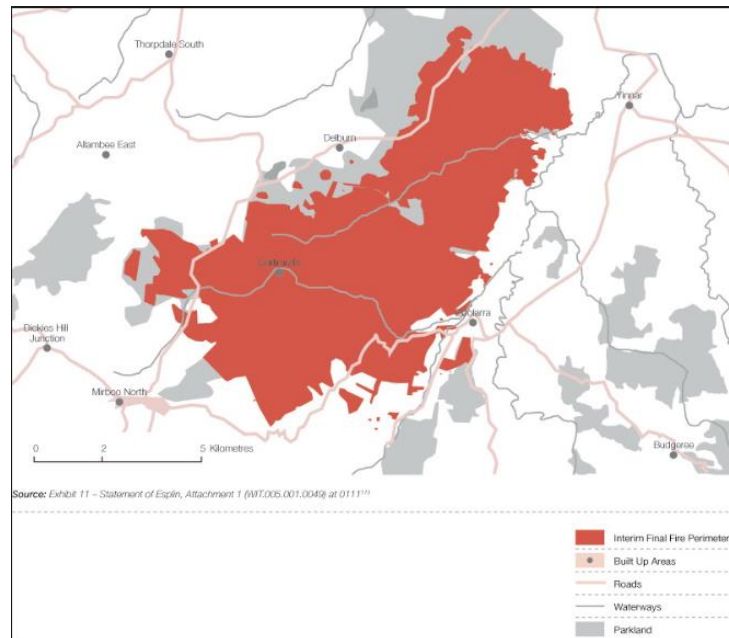 Thorpdale South
Yinnar
Delburn
Allambee East
Darlimurla
Boolarra
Dickies Hill
Junction
Mirboo North
Budgeree
0 2 5 Kilometres
Source: Exhibit 11 – Statement of Esplin, Attachment 1 (WIT.005.001.0049) at 0111
Interim Final Fire Perimeter
Built Up Areas
Roads
Waterways
Parkland